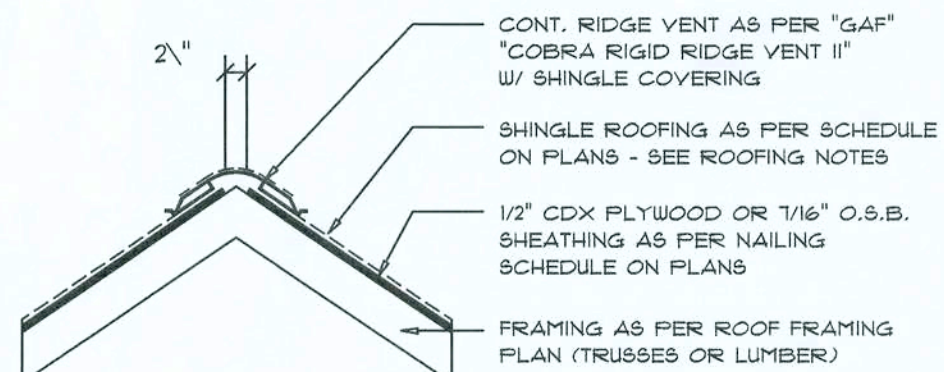 2\"
CONT. RIDGE VENT AS PER "GAF"
"COBRA RIGID RIDGE VENT II"
W/ SHINGLE COVERING
SHINGLE ROOFING AS PER SCHEDULE
ON PLANS - SEE ROOFING NOTES
1/2" CDX PLYWOOD OR 7/16" O.S.B.
SHEATHING AS PER NAILING
SCHEDULE ON PLANS
FRAMING AS PER ROOF FRAMING
PLAN (TRUSSES OR LUMBER)